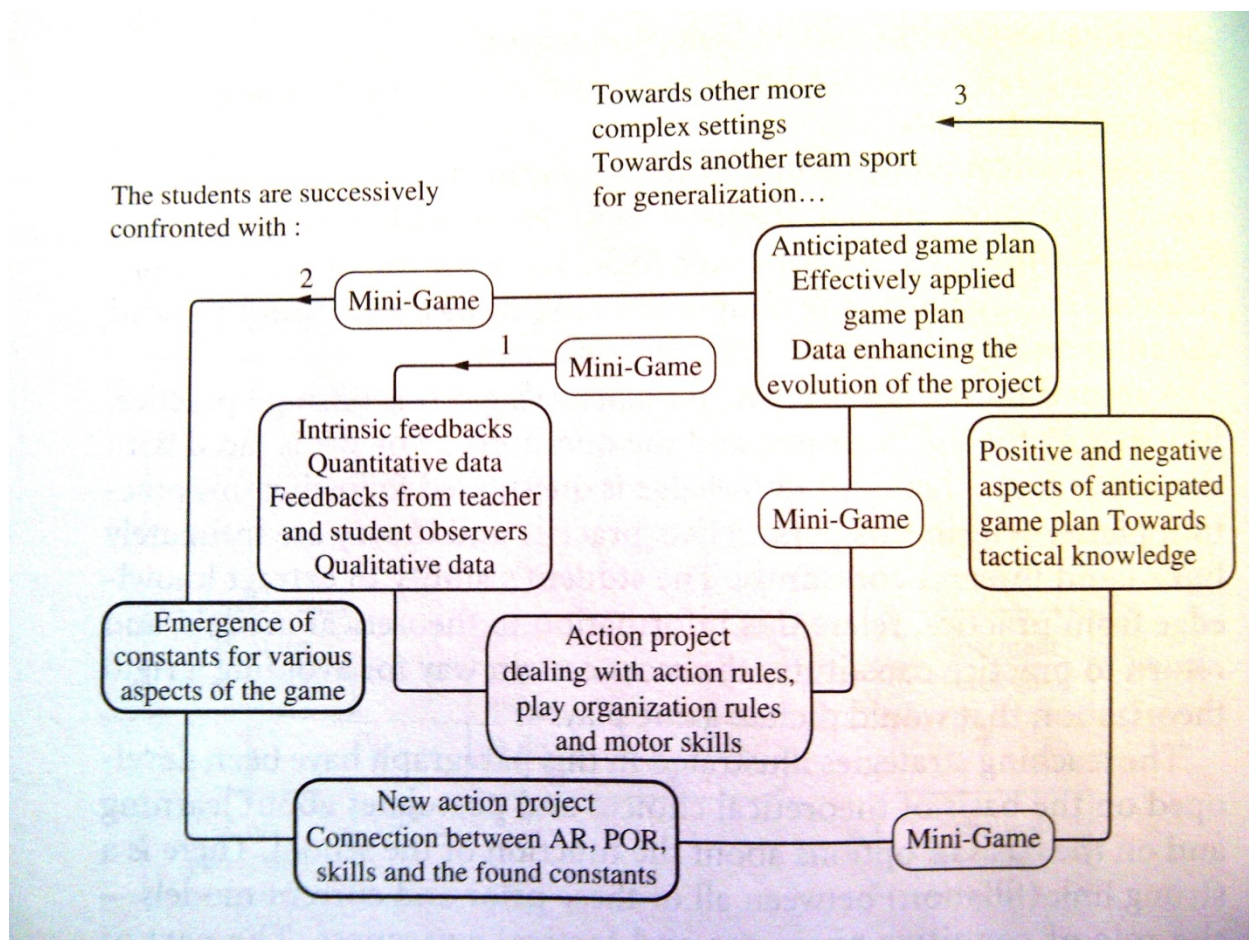 Towards other more
complex settings
Towards another team sport
for generalization...
3
The students are successively
confronted with :
2
Mini-Game
Anticipated game plan
Effectively applied
game plan
Data enhancing the
evolution of the project
1
Mini-Game
Intrinsic feedbacks
Quantitative data
Feedbacks from teacher
and student observers
Qualitative data
Mini-Game
Positive and negative
aspects of anticipated
game plan Towards
tactical knowledge
Emergence of
constants for various
aspects of the game
Action project
dealing with action rules,
play organization rules
and motor skills
New action project
Connection between AR, POR,
skills and the found constants
Mini-Game